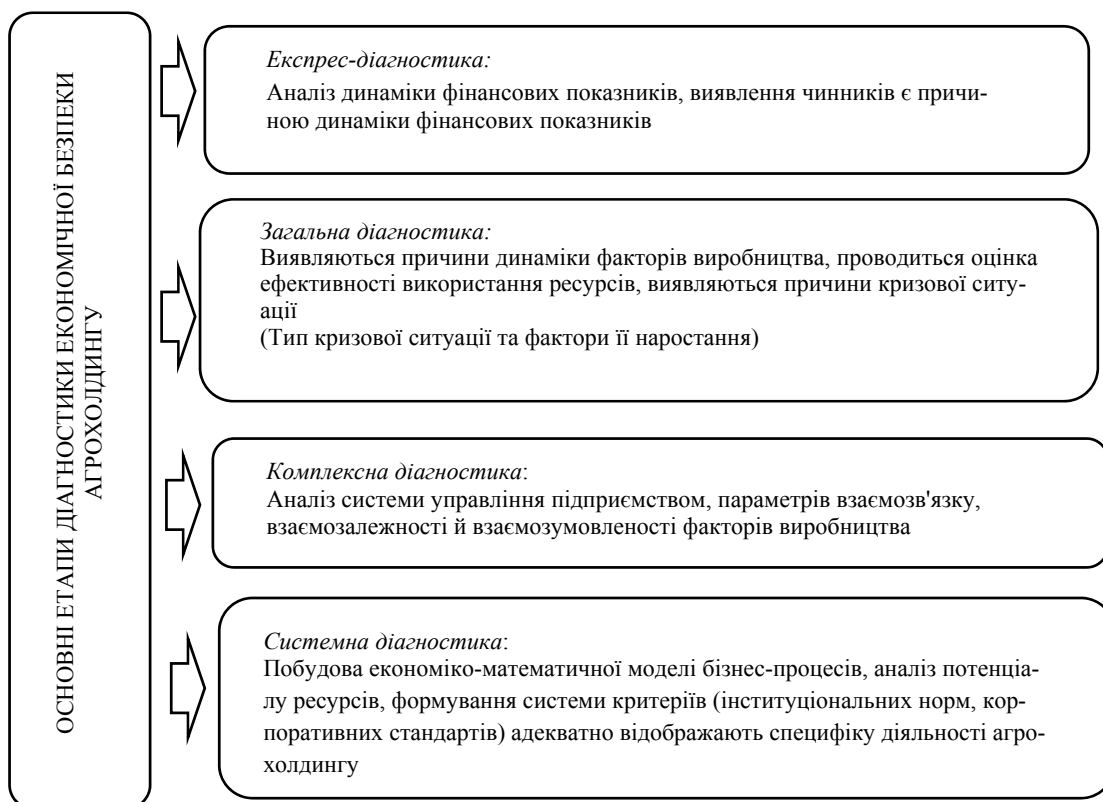 ОСНОВНІ ЕТАПИ ДІАГНОСТИКИ ЕКОНОМІЧНОЇ БЕЗПЕКИ
АГРОХОЛДИНГУ
Експрес-діагностика:
Аналіз динаміки фінансових показників, виявлення чинників є причи-
ною динаміки фінансових показників
Загальна діагностика:
Виявляються причини динаміки факторів виробництва, проводиться оцінка
ефективності використання ресурсів, виявляються причини кризової ситу-
ації
(Тип кризової ситуації та фактори її наростання)
Комплексна діагностика:
Аналіз системи управління підприємством, параметрів взаємозв'язку,
взаємозалежності й взаємозумовленості факторів виробництва
Системна діагностика:
Побудова економіко-математичної моделі бізнес-процесів, аналіз потенціа-
лу ресурсів, формування системи критеріїв (інституціональних норм, кор-
поративних стандартів) адекватно відображають специфіку діяльності агро-
холдингу